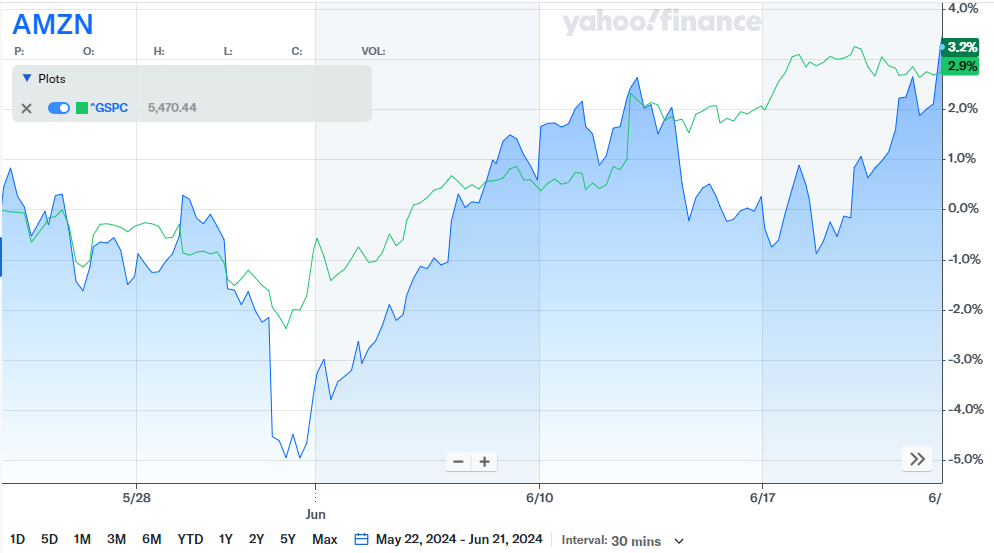 AMZN
yahoo!finance
P: O: H: L: C: VOL:
Plots
^GSPC 5,470.44
4.0%
3.2%
2.9%
2.0%
1.0%
0.0%
-1.0%
-2.0%
-3.0%
-4.0%
-5.0%
5/28 6/10 6/17 6/
Jun
1D 5D 1M 3M 6M YTD 1Y 2Y 5Y Max May 22, 2024 - Jun 21, 2024 Interval: 30 mins